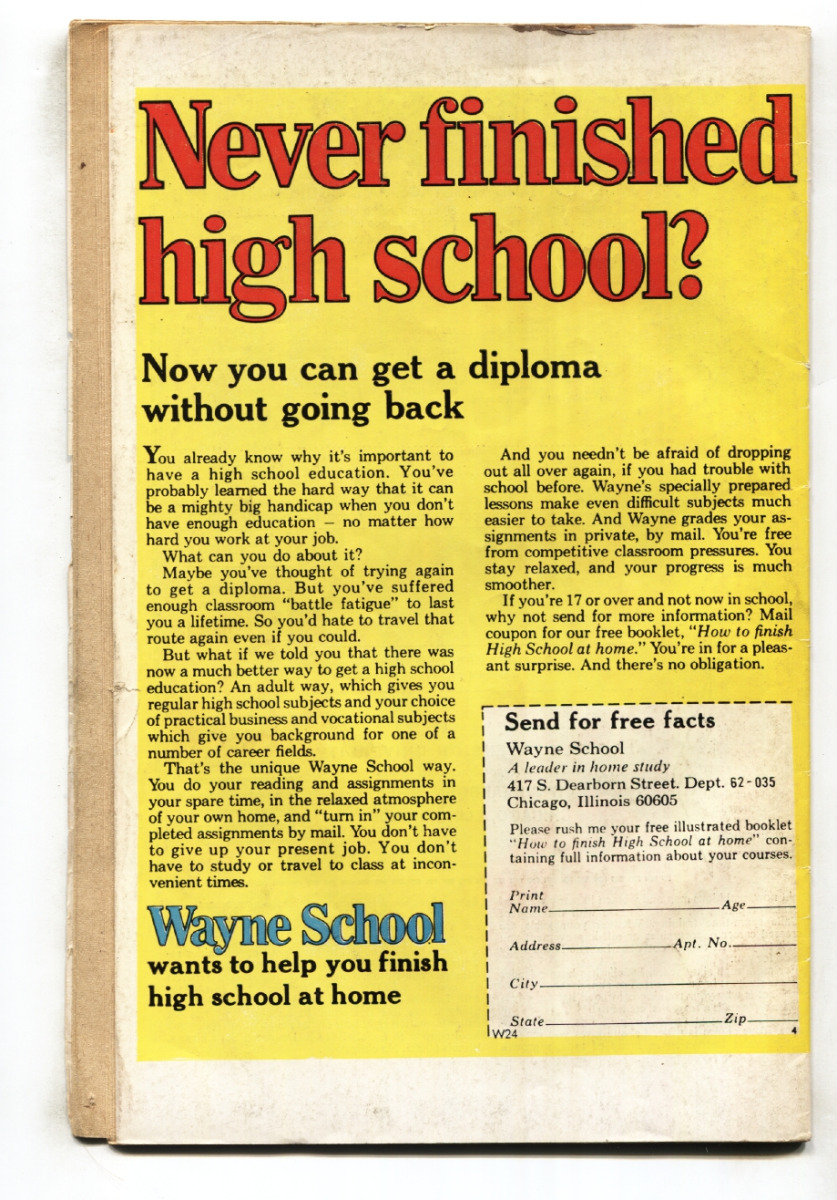 Never finished
high school?
Now you can get a diploma
without going back
You already know why it's important to
have a high school education. You've
probably learned the hard way that it can
be a mighty big handicap when you don't
have enough education – no matter how
hard you work at your job.
What can you do about it?
Maybe you've thought of trying again
to get a diploma. But you've suffered
enough classroom "battle fatigue" to last
you a lifetime. So you'd hate to travel that
route again even if you could.
But what if we told you that there was
now a much better way to get a high school
education? An adult way, which gives you
regular high school subjects and your choice
of practical business and vocational subjects
which give you background for one of a
number of career fields.
That's the unique Wayne School way.
You do your reading and assignments in
your spare time, in the relaxed atmosphere
of your own home, and "turn in" your com-
pleted assignments by mail. You don't have
to give up your present job. You don't
have to study or travel to class at incon-
venient times.
Wayne School
wants to help you finish
high school at home
And you needn't be afraid of dropping
out all over again, if you had trouble with
school before. Wayne's specially prepared
lessons make even difficult subjects much
easier to take. And Wayne grades your as-
signments in private, by mail. You're free
from competitive classroom pressures. You
stay relaxed, and your progress is much
smoother.
If you're 17 or over and not now in school,
why not send for more information? Mail
coupon for our free booklet, "How to finish
High School at home." You're in for a pleas-
ant surprise. And there's no obligation.
Send for free facts
Wayne School
A leader in home study
417 S. Dearborn Street. Dept. 62-035
Chicago, Illinois 60605
Please rush me your free illustrated booklet
"How to finish High School at home" con-
taining full information about your courses.
Print
Name Age
Address Apt. No.
City
State Zip
W24 4